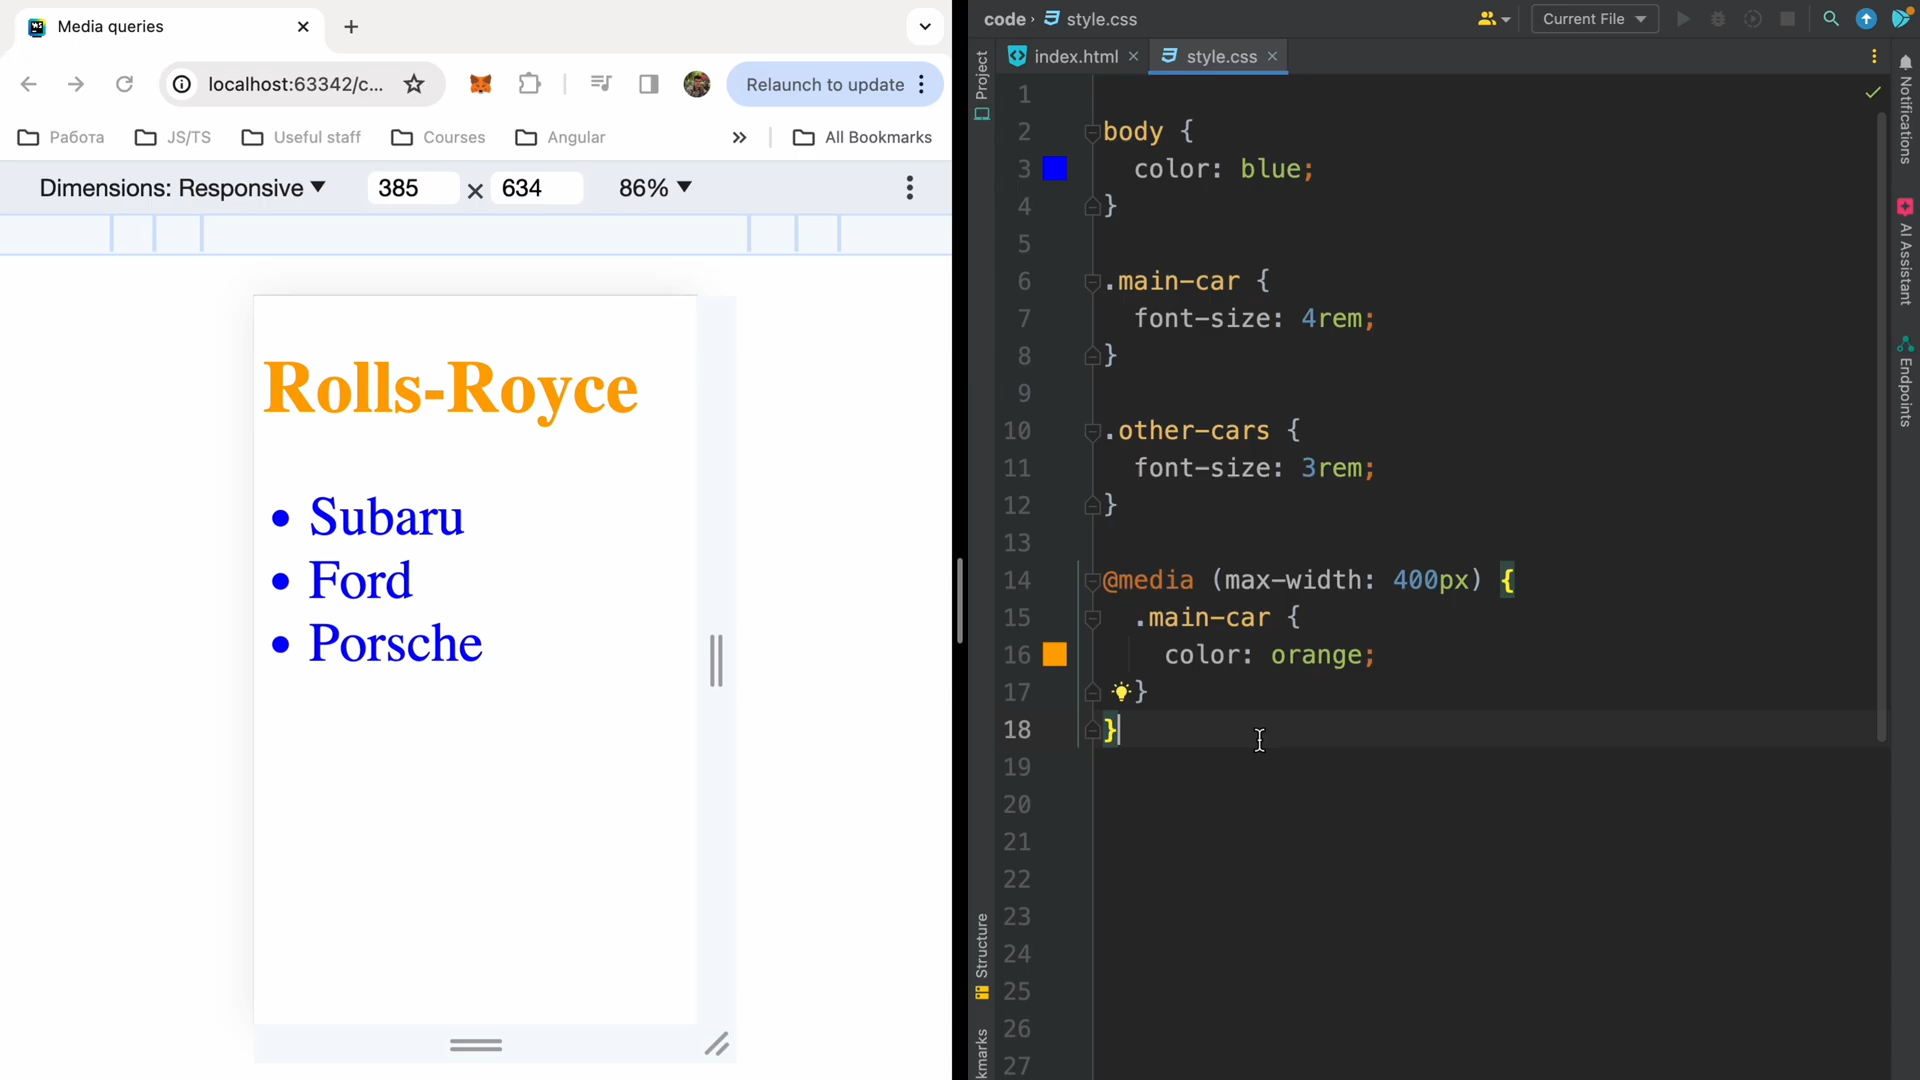 Media queries
localhost:63342/c...
Relaunch to update
Работа
JS/TS
Useful staff
Courses
Angular
»
All Bookmarks
Dimensions: Responsive
385 × 634
86%
Rolls-Royce
• Subaru
• Ford
• Porsche
code › style.css
Current File
index.html
style.css
Project
Structure
kmarks
Notifications
AI Assistant
Endpoints
1
2 body {
3 color: blue;
4 }
5
6 .main-car {
7 font-size: 4rem;
8 }
9
10 .other-cars {
11 font-size: 3rem;
12 }
13
14 @media (max-width: 400px) {
15 .main-car {
16 color: orange;
17 }
18 }
19
20
21
22
23
24
25
26
27